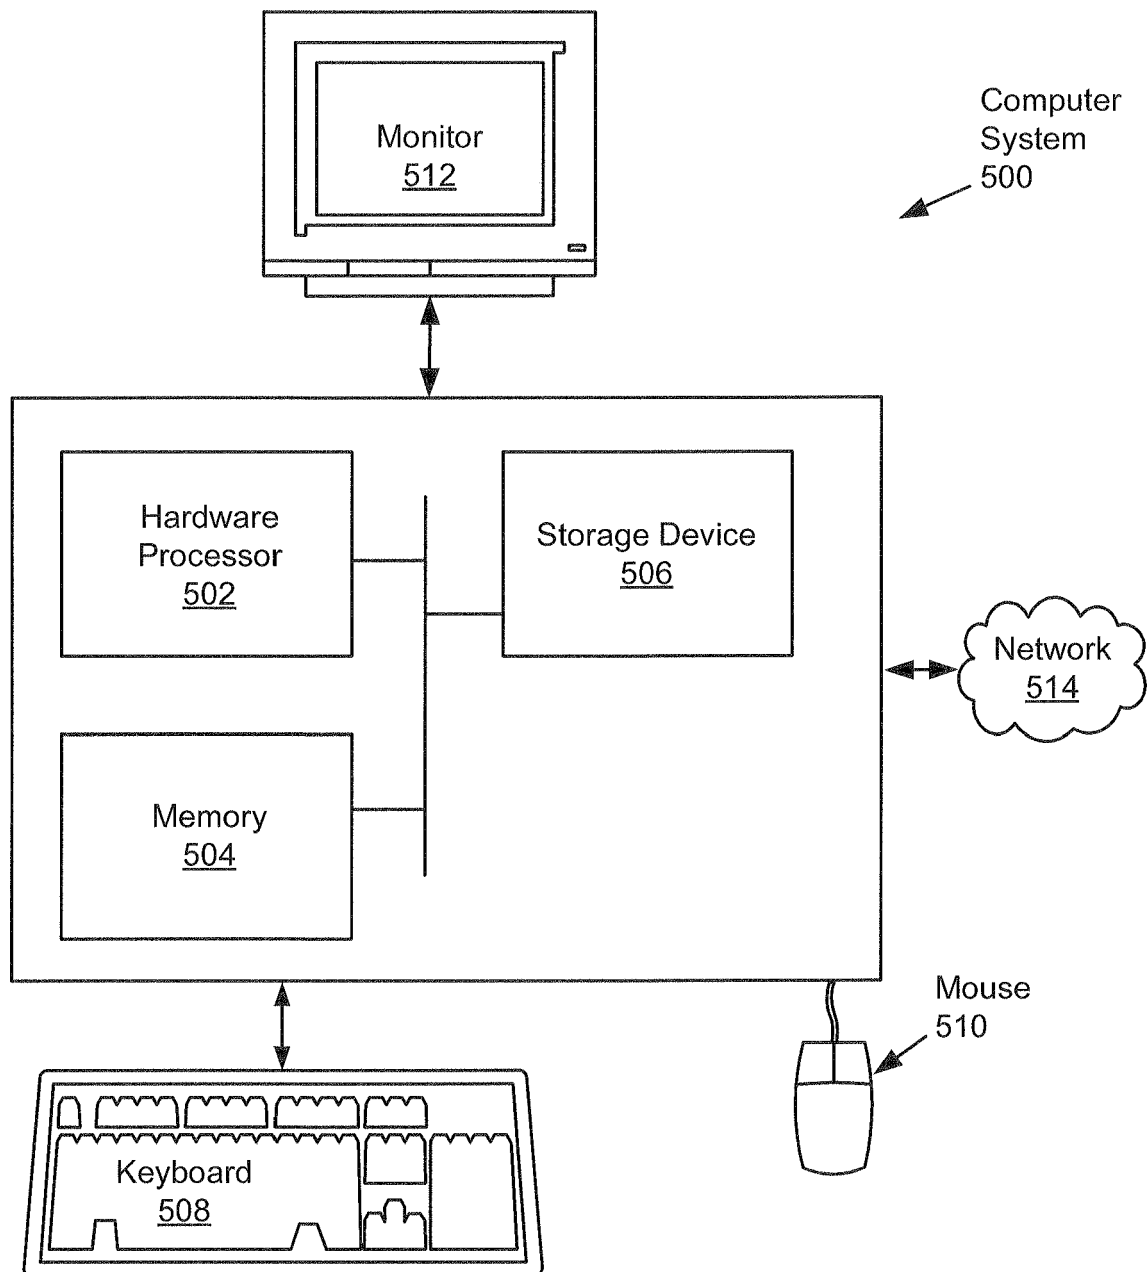 Monitor
512
Computer
System
500
Hardware
Processor
502
Storage Device
506
Network
514
Memory
504
Mouse
510
Keyboard
508